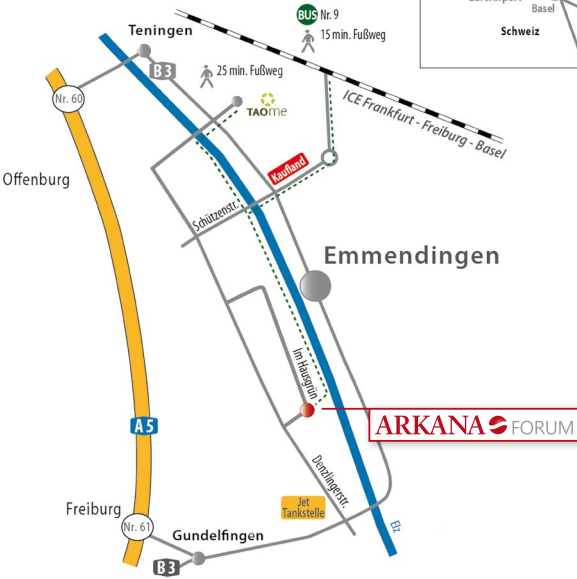 BUS Nr. 9
15 min. Fußweg
Basel
Schweiz
Teningen
B3
25 min. Fußweg
Nr. 60
TAOme
ICE Frankfurt - Freiburg - Basel
Offenburg
Kaufland
Schützenstr.
Emmendingen
Im Hausgrün
A5
ARKANA FORUM
Denzlingerstr.
Jet
Tankstelle
Freiburg
Nr. 61
Gundelfingen
Elz
B3